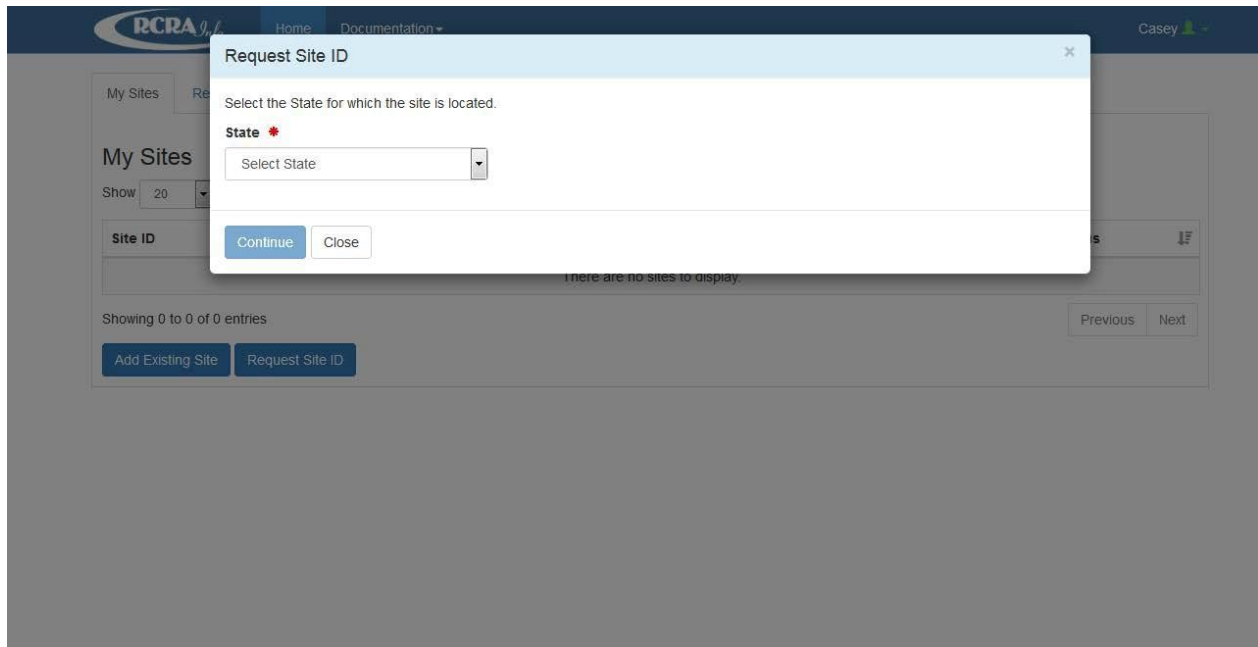 RCRAInfo Home Documentation Casey
Request Site ID ×
My Sites Re
Select the State for which the site is located.
State *
Select State
My Sites
Show 20
Site ID s
Continue Close
There are no sites to display.
Showing 0 to 0 of 0 entries Previous Next
Add Existing Site Request Site ID